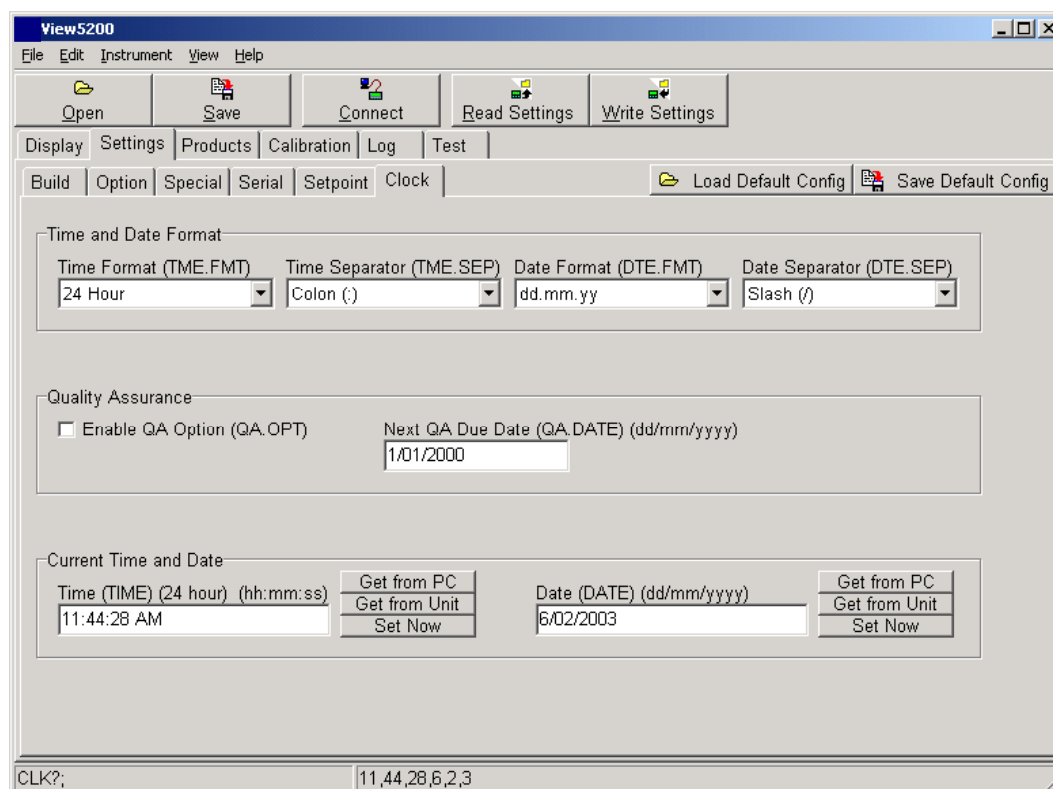 View5200
File Edit Instrument View Help
Open Save Connect Read Settings Write Settings
Display Settings Products Calibration Log Test
Build Option Special Serial Setpoint Clock Load Default Config Save Default Config
Time and Date Format
Time Format (TME.FMT) Time Separator (TME.SEP) Date Format (DTE.FMT) Date Separator (DTE.SEP)
24 Hour Colon (:) dd.mm.yy Slash (/)
Quality Assurance
Enable QA Option (QA.OPT) Next QA Due Date (QA.DATE) (dd/mm/yyyy)
1/01/2000
Current Time and Date
Time (TIME) (24 hour) (hh:mm:ss) Get from PC Date (DATE) (dd/mm/yyyy) Get from PC
11:44:28 AM Get from Unit 6/02/2003 Get from Unit
Set Now Set Now
CLK?; 11,44,28,6,2,3